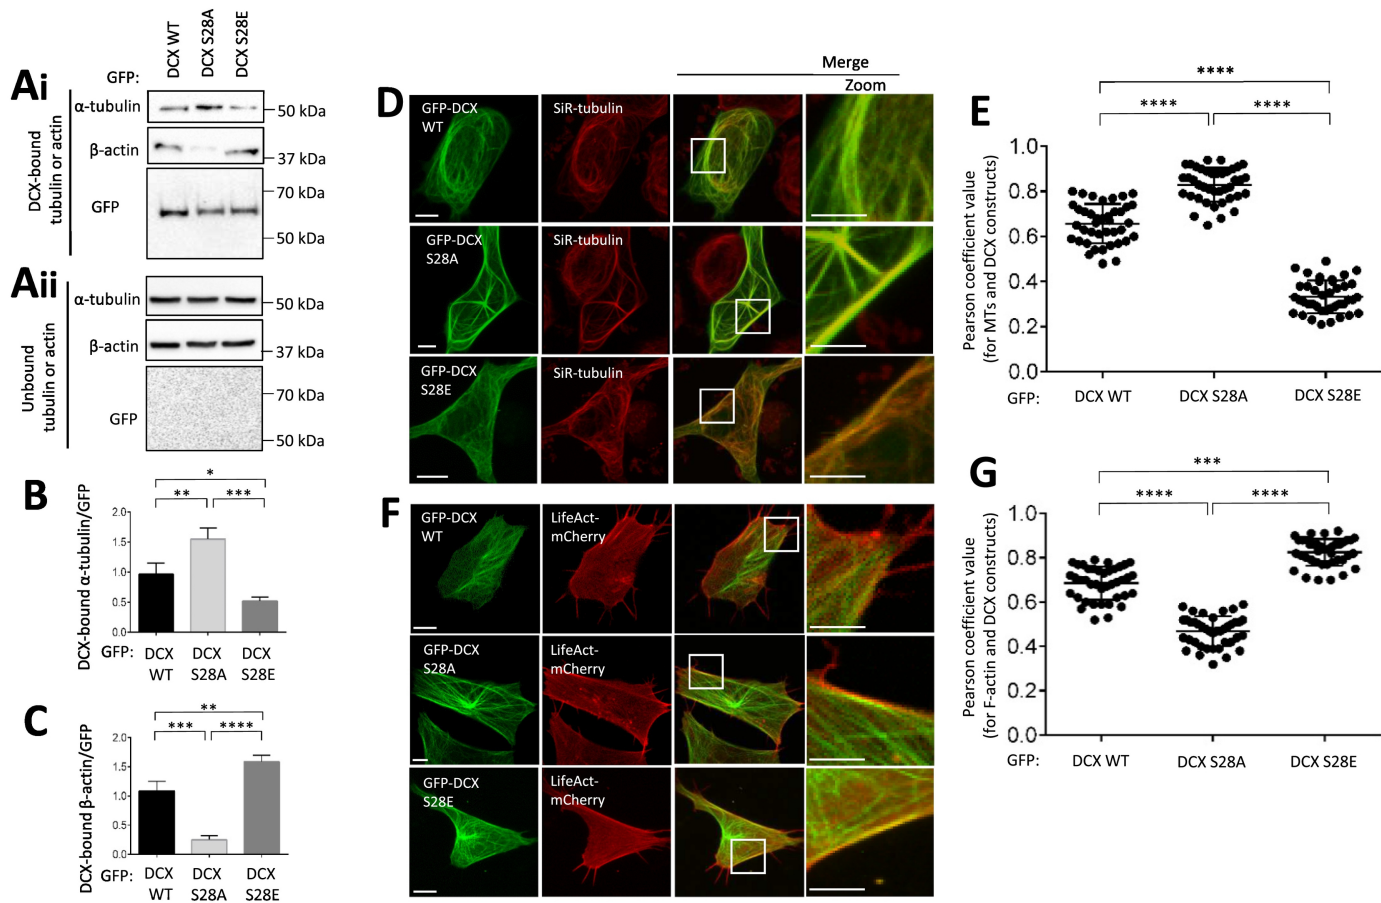 Ai
GFP:
DCX WT
DCX S28A
DCX S28E
DCX-bound
tubulin or actin
α-tubulin
50 kDa
β-actin
37 kDa
GFP
70 kDa
50 kDa
Aii
Unbound
tubulin or actin
α-tubulin
50 kDa
β-actin
37 kDa
GFP
70 kDa
50 kDa
B
DCX-bound α-tubulin/GFP
*
** ***
2.0
1.5
1.0
0.5
0.0
GFP: DCX DCX DCX
WT S28A S28E
C
DCX-bound β-actin/GFP
**
*** ****
2.0
1.5
1.0
0.5
0.0
GFP: DCX DCX DCX
WT S28A S28E
D
Merge
Zoom
GFP-DCX
WT
SiR-tubulin
GFP-DCX
S28A
SiR-tubulin
GFP-DCX
S28E
SiR-tubulin
F
GFP-DCX
WT
LifeAct-
mCherry
GFP-DCX
S28A
LifeAct-
mCherry
GFP-DCX
S28E
LifeAct-
mCherry
E
Pearson coefficient value
(for MTs and DCX constructs)
****
**** ****
1.0
0.8
0.6
0.4
0.2
0.0
GFP: DCX WT DCX S28A DCX S28E
G
Pearson coefficient value
(for F-actin and DCX constructs)
***
**** ****
1.0
0.8
0.6
0.4
0.2
0.0
GFP: DCX WT DCX S28A DCX S28E